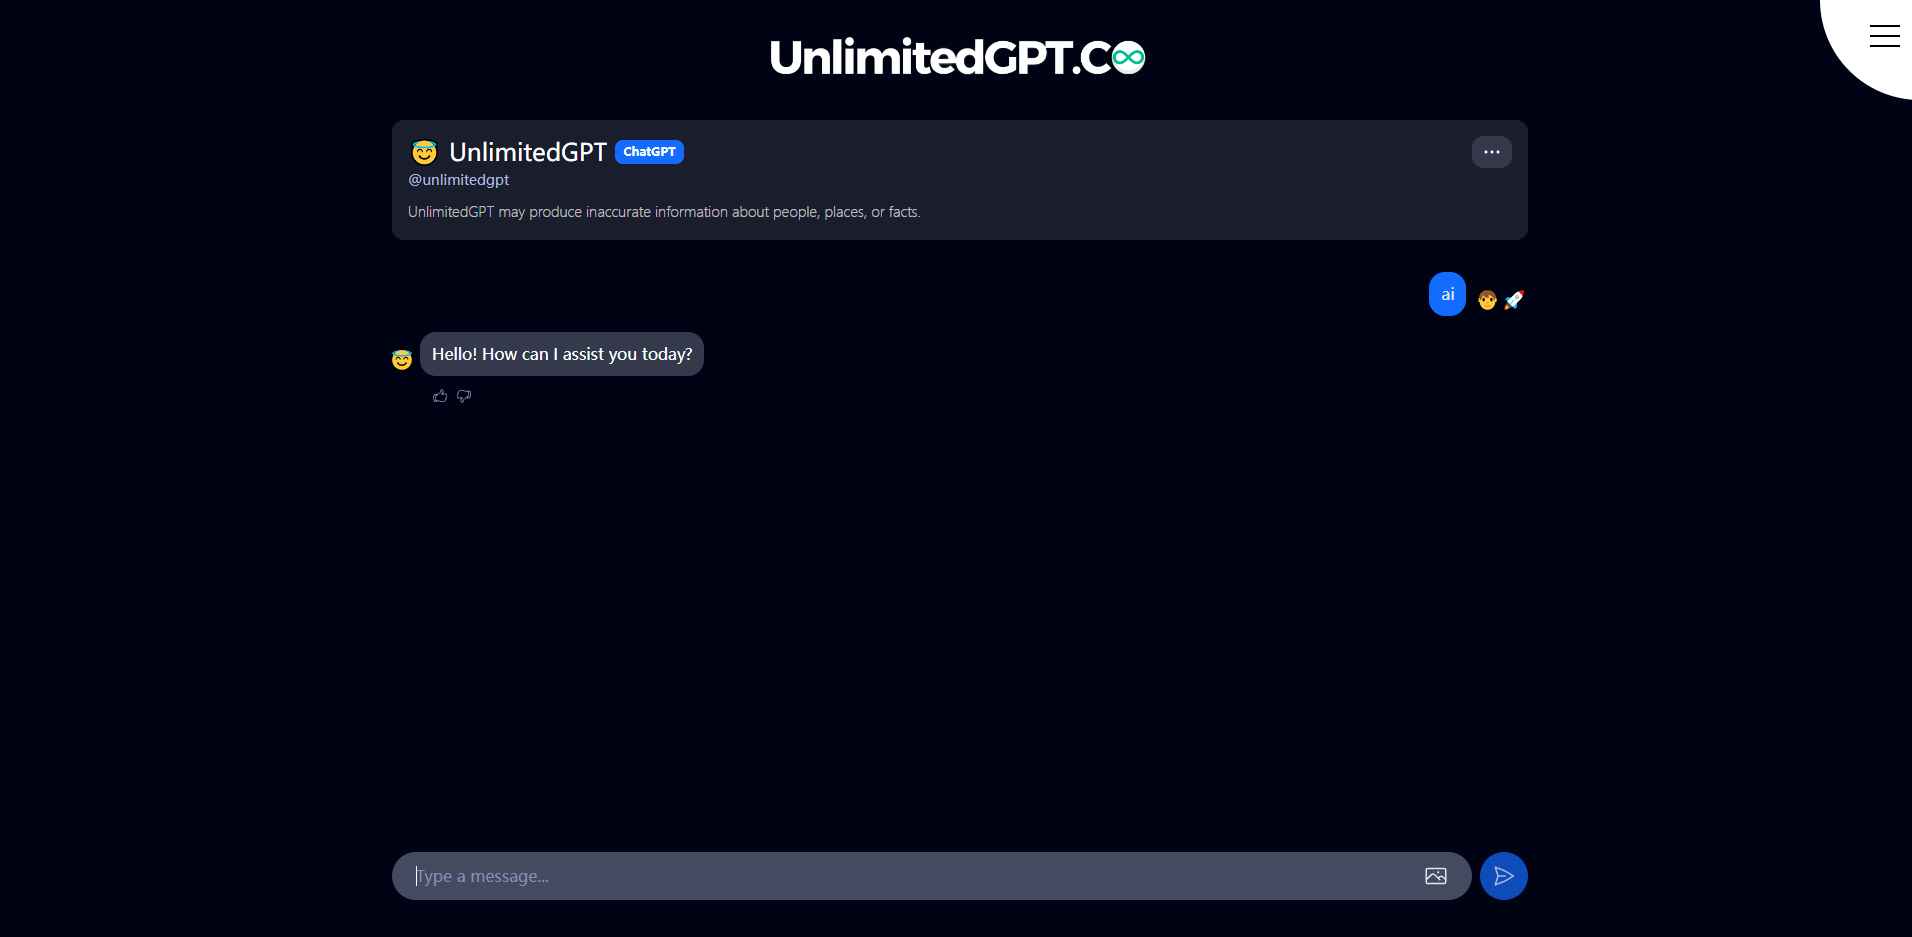 UnlimitedGPT.Co
UnlimitedGPT ChatGPT
@unlimitedgpt
UnlimitedGPT may produce inaccurate information about people, places, or facts.
ai
Hello! How can I assist you today?
Type a message...